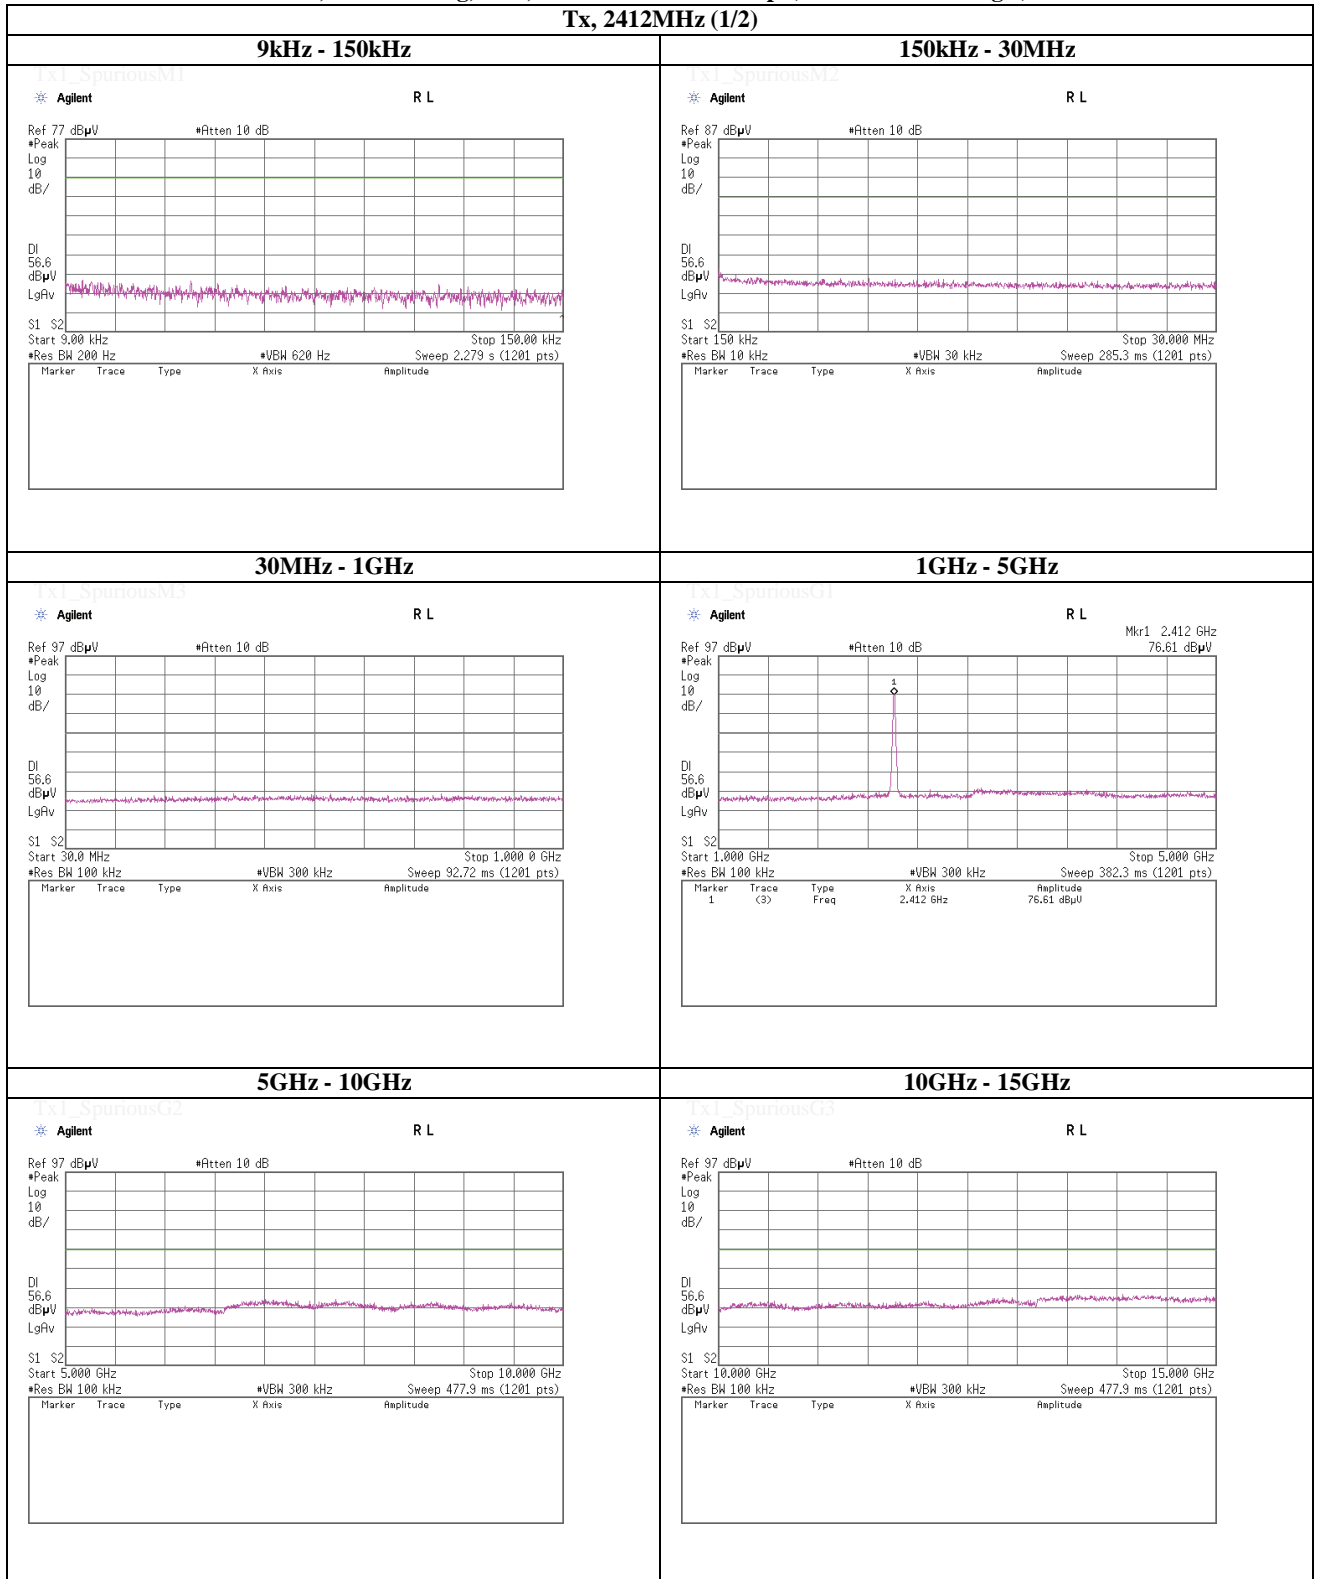 Tx, 2412MHz (1/2)
9kHz - 150kHz
Tx1_SpuriousM1
Agilent R L
Ref 77 dBµV #Atten 10 dB
#Peak
Log
10
dB/
DI
56.6
dBµV
LgAv
S1 S2
Start 9.00 kHz Stop 150.00 kHz
#Res BW 200 Hz #VBW 620 Hz Sweep 2.279 s (1201 pts)
Marker Trace Type X Axis Amplitude
150kHz - 30MHz
Tx1_SpuriousM2
Agilent R L
Ref 87 dBµV #Atten 10 dB
#Peak
Log
10
dB/
DI
56.6
dBµV
LgAv
S1 S2
Start 150 kHz Stop 30.000 MHz
#Res BW 10 kHz #VBW 30 kHz Sweep 285.3 ms (1201 pts)
Marker Trace Type X Axis Amplitude
30MHz - 1GHz
Tx1_SpuriousM3
Agilent R L
Ref 97 dBµV #Atten 10 dB
#Peak
Log
10
dB/
DI
56.6
dBµV
LgAv
S1 S2
Start 30.0 MHz Stop 1.000 0 GHz
#Res BW 100 kHz #VBW 300 kHz Sweep 92.72 ms (1201 pts)
Marker Trace Type X Axis Amplitude
1GHz - 5GHz
Tx1_SpuriousG1
Agilent R L
Mkr1 2.412 GHz
Ref 97 dBµV #Atten 10 dB 76.61 dBµV
#Peak
Log
10
dB/
1
DI
56.6
dBµV
LgAv
S1 S2
Start 1.000 GHz Stop 5.000 GHz
#Res BW 100 kHz #VBW 300 kHz Sweep 382.3 ms (1201 pts)
Marker Trace Type X Axis Amplitude
1 (3) Freq 2.412 GHz 76.61 dBµV
5GHz - 10GHz
Tx1_SpuriousG2
Agilent R L
Ref 97 dBµV #Atten 10 dB
#Peak
Log
10
dB/
DI
56.6
dBµV
LgAv
S1 S2
Start 5.000 GHz Stop 10.000 GHz
#Res BW 100 kHz #VBW 300 kHz Sweep 477.9 ms (1201 pts)
Marker Trace Type X Axis Amplitude
10GHz - 15GHz
Tx1_SpuriousG3
Agilent R L
Ref 97 dBµV #Atten 10 dB
#Peak
Log
10
dB/
DI
56.6
dBµV
LgAv
S1 S2
Start 10.000 GHz Stop 15.000 GHz
#Res BW 100 kHz #VBW 300 kHz Sweep 477.9 ms (1201 pts)
Marker Trace Type X Axis Amplitude